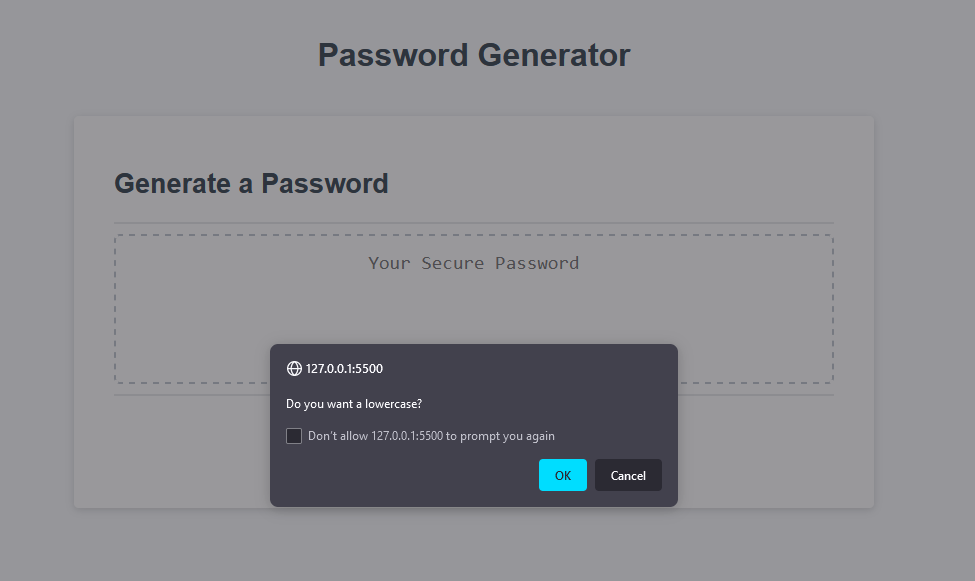 Password Generator
Generate a Password
Your Secure Password
127.0.0.1:5500
Do you want a lowercase?
Don't allow 127.0.0.1:5500 to prompt you again
OK Cancel